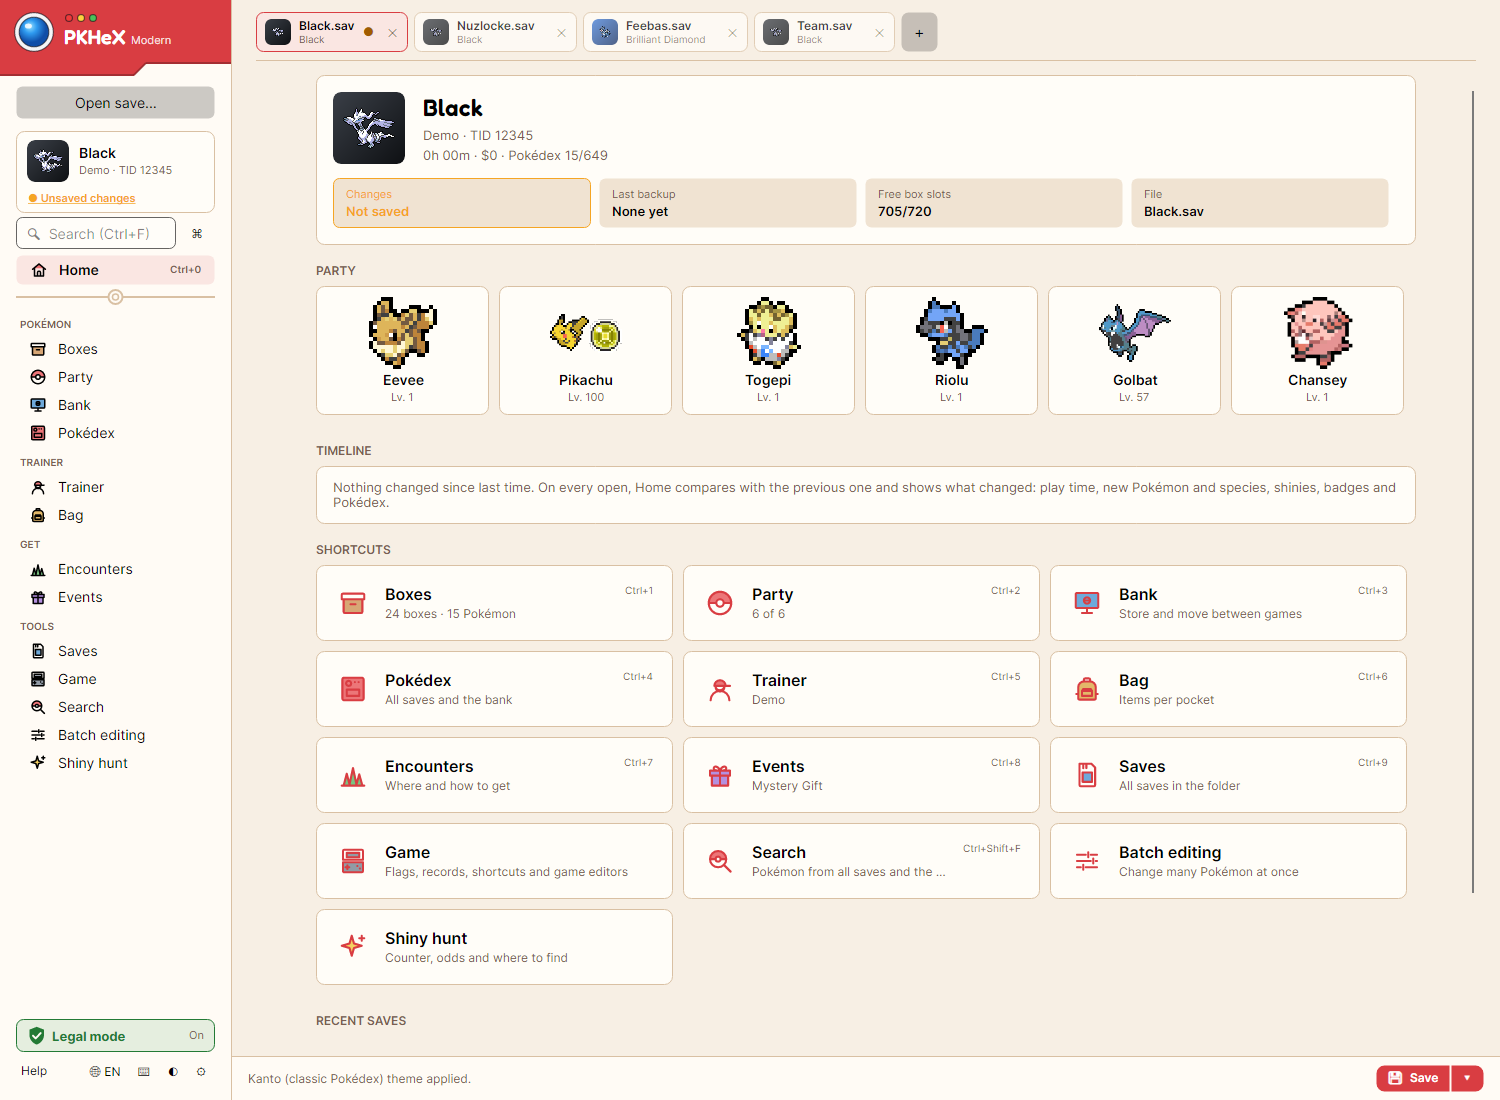 PKHeX Modern
Open save...
Black
Demo · TID 12345
Unsaved changes
Search (Ctrl+F)
⌘
Home Ctrl+0
POKÉMON
Boxes
Party
Bank
Pokédex
TRAINER
Trainer
Bag
GET
Encounters
Events
TOOLS
Saves
Game
Search
Batch editing
Shiny hunt
Legal mode On
Help EN
Black.sav
Black
Nuzlocke.sav
Black
Feebas.sav
Brilliant Diamond
Team.sav
Black
+
Black
Demo · TID 12345
0h 00m · $0 · Pokédex 15/649
Changes
Not saved
Last backup
None yet
Free box slots
705/720
File
Black.sav
PARTY
Eevee
Lv. 1
Pikachu
Lv. 100
Togepi
Lv. 1
Riolu
Lv. 1
Golbat
Lv. 57
Chansey
Lv. 1
TIMELINE
Nothing changed since last time. On every open, Home compares with the previous one and shows what changed: play time, new Pokémon and species, shinies, badges and
Pokédex.
SHORTCUTS
Boxes Ctrl+1
24 boxes · 15 Pokémon
Party Ctrl+2
6 of 6
Bank Ctrl+3
Store and move between games
Pokédex Ctrl+4
All saves and the bank
Trainer Ctrl+5
Demo
Bag Ctrl+6
Items per pocket
Encounters Ctrl+7
Where and how to get
Events Ctrl+8
Mystery Gift
Saves Ctrl+9
All saves in the folder
Game
Flags, records, shortcuts and game editors
Search Ctrl+Shift+F
Pokémon from all saves and the ...
Batch editing
Change many Pokémon at once
Shiny hunt
Counter, odds and where to find
RECENT SAVES
Kanto (classic Pokédex) theme applied.
Save